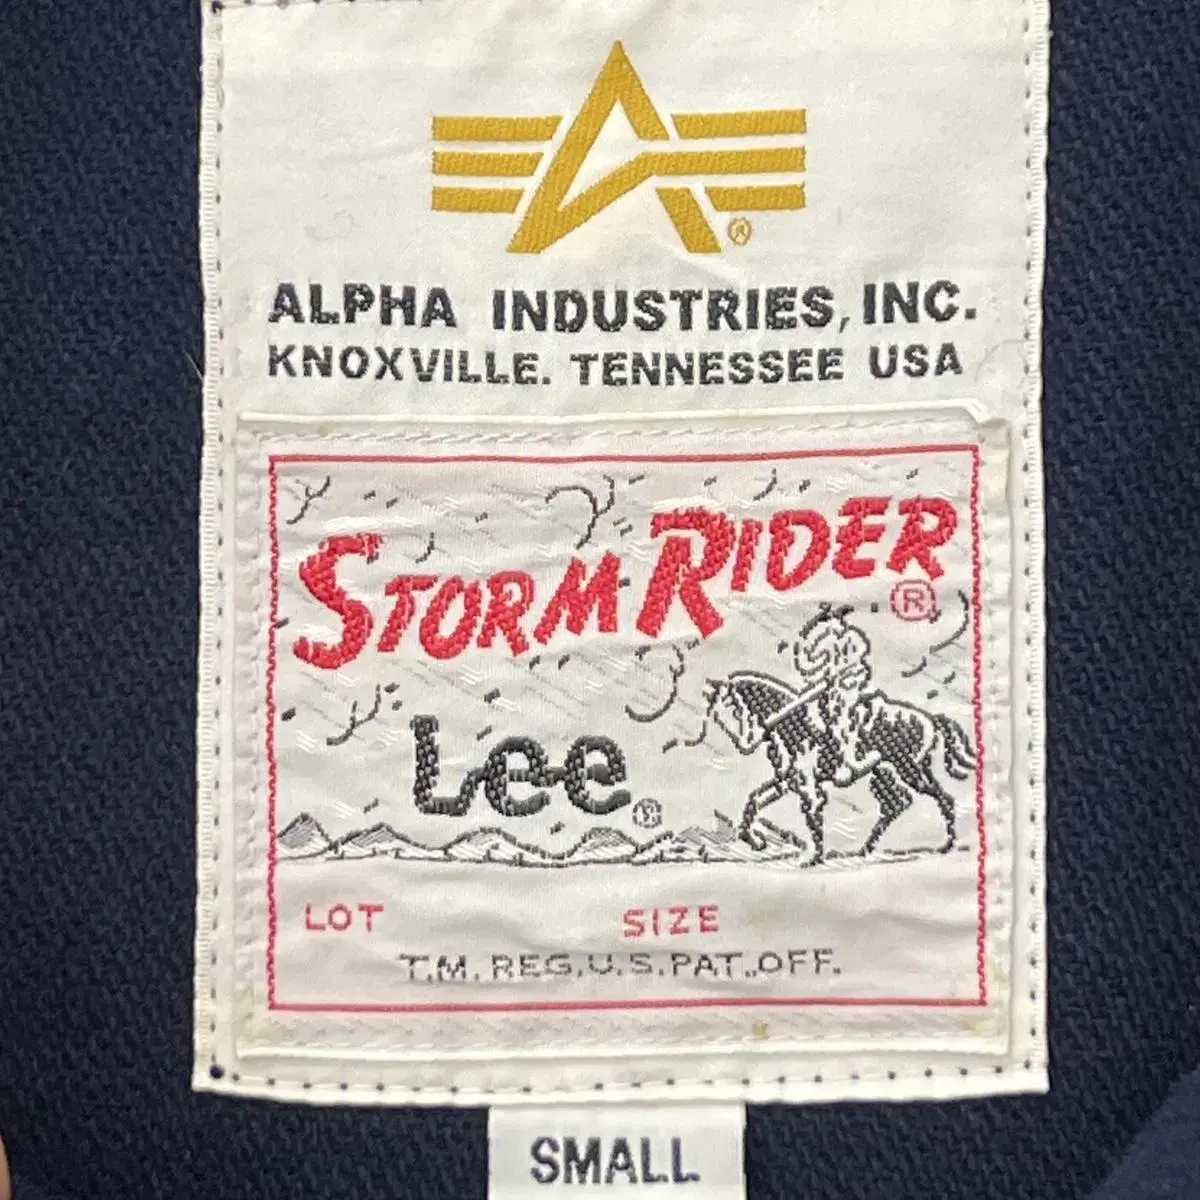 ALPHA INDUSTRIES, INC.
KNOXVILLE. TENNESSEE USA
STORM RIDER ®
Lee ®
LOT SIZE
T.M. REG. U.S. PAT. OFF.
SMALL